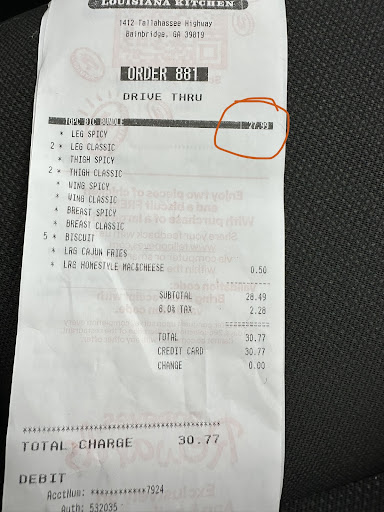 LOUISIANA KITCHEN
1412 Tallahassee Highway
Bainbridge, GA 39819
ORDER 881
DRIVE THRU
10PC BIG BUNDLE 27.99
* LEG SPICY
2 * LEG CLASSIC
* THIGH SPICY
2 * THIGH CLASSIC
* WING SPICY
* WING CLASSIC
* BREAST SPICY
* BREAST CLASSIC
5 * BISCUIT
* LRG CAJUN FRIES
* LRG HOMESTYLE MAC&CHEESE 0.50
SUBTOTAL 28.49
8.0% TAX 2.28
TOTAL 30.77
CREDIT CARD 30.77
CHANGE 0.00
TOTAL CHARGE 30.77
DEBIT
AcctNum: ************7924
Auth: 532035